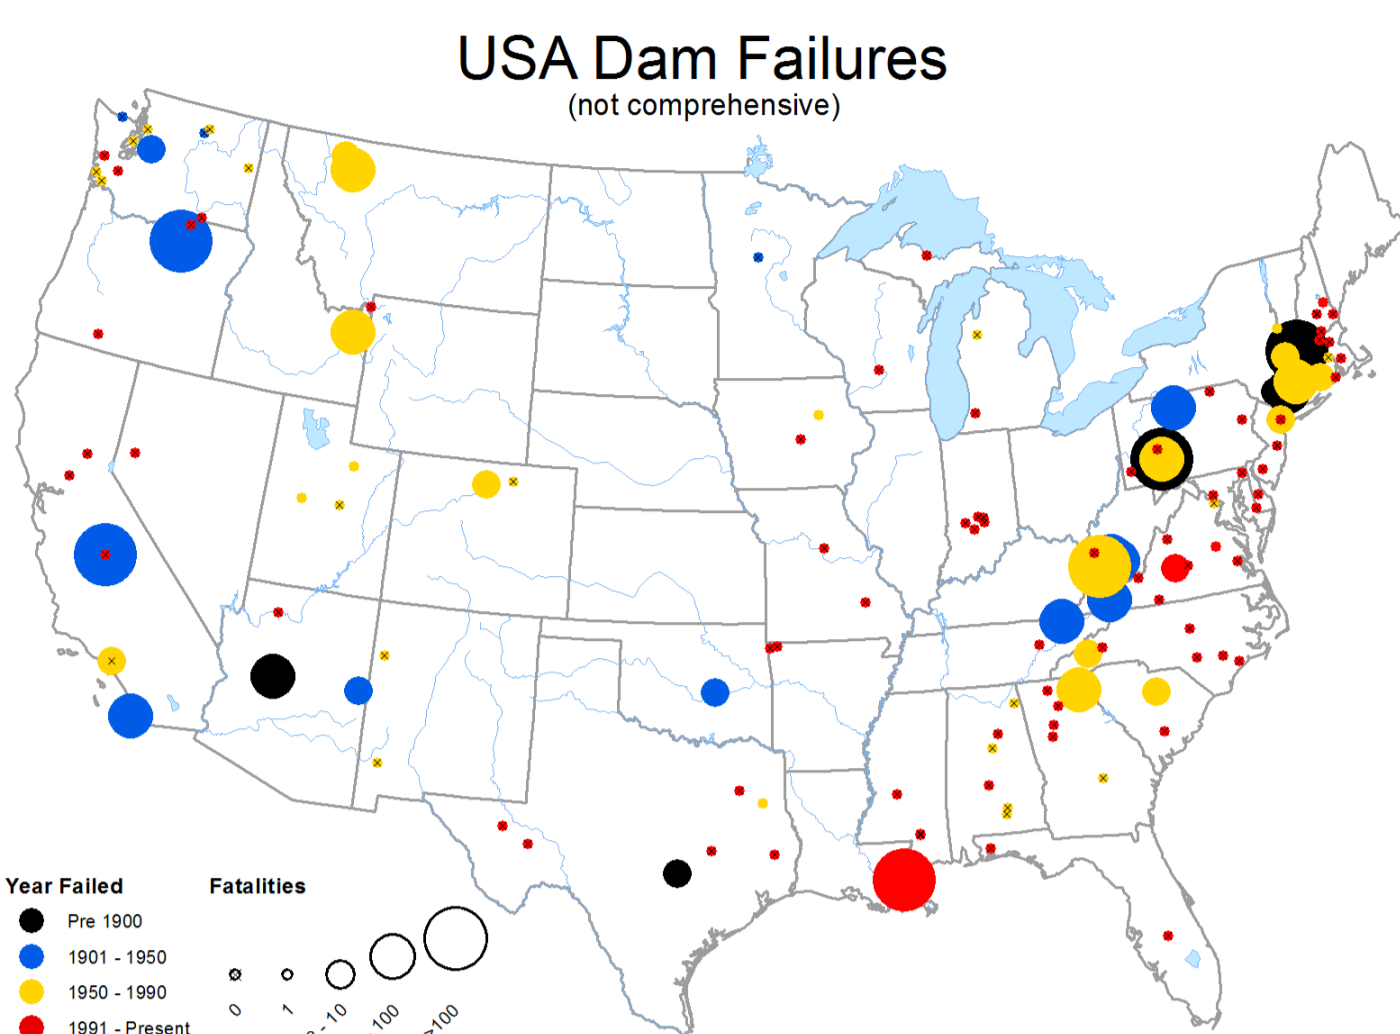 USA Dam Failures
(not comprehensive)
Year Failed
Pre 1900
1901 - 1950
1950 - 1990
1991 - Present
Fatalities
0
1
- 10
100
>100